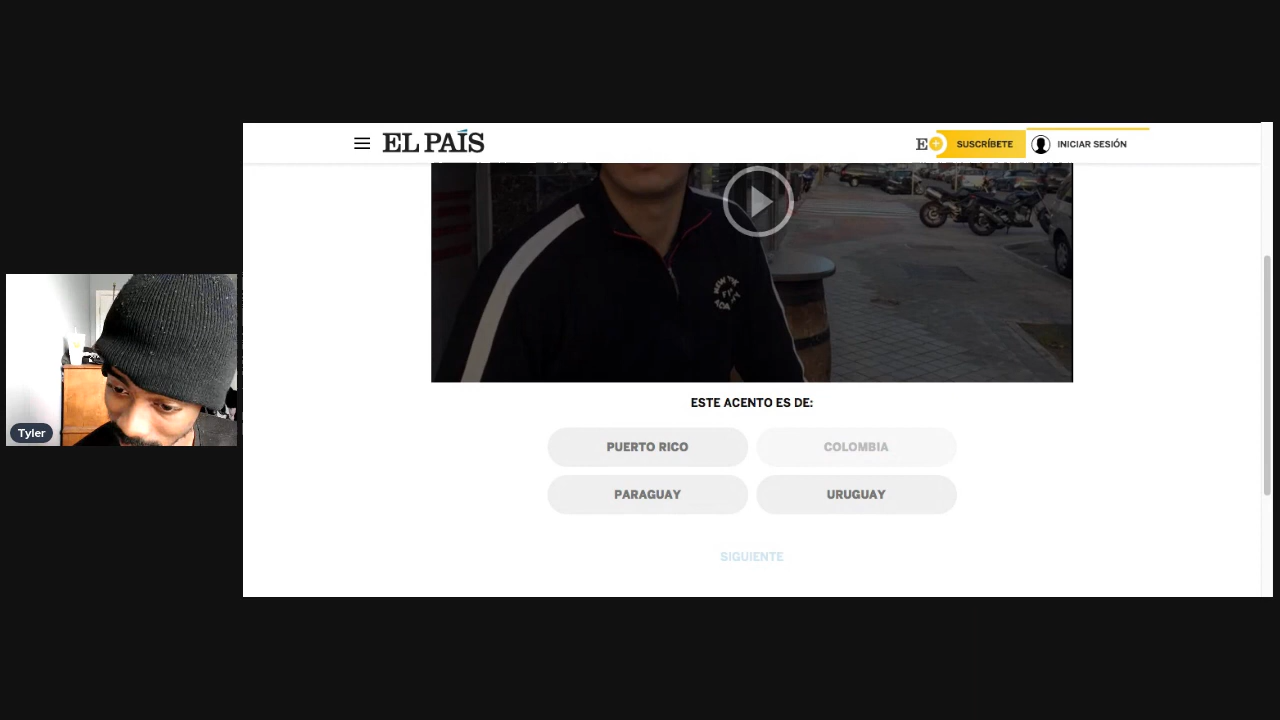 EL PAÍS
E+
SUSCRÍBETE
INICIAR SESIÓN
ESTE ACENTO ES DE:
PUERTO RICO
COLOMBIA
PARAGUAY
URUGUAY
SIGUIENTE
Tyler